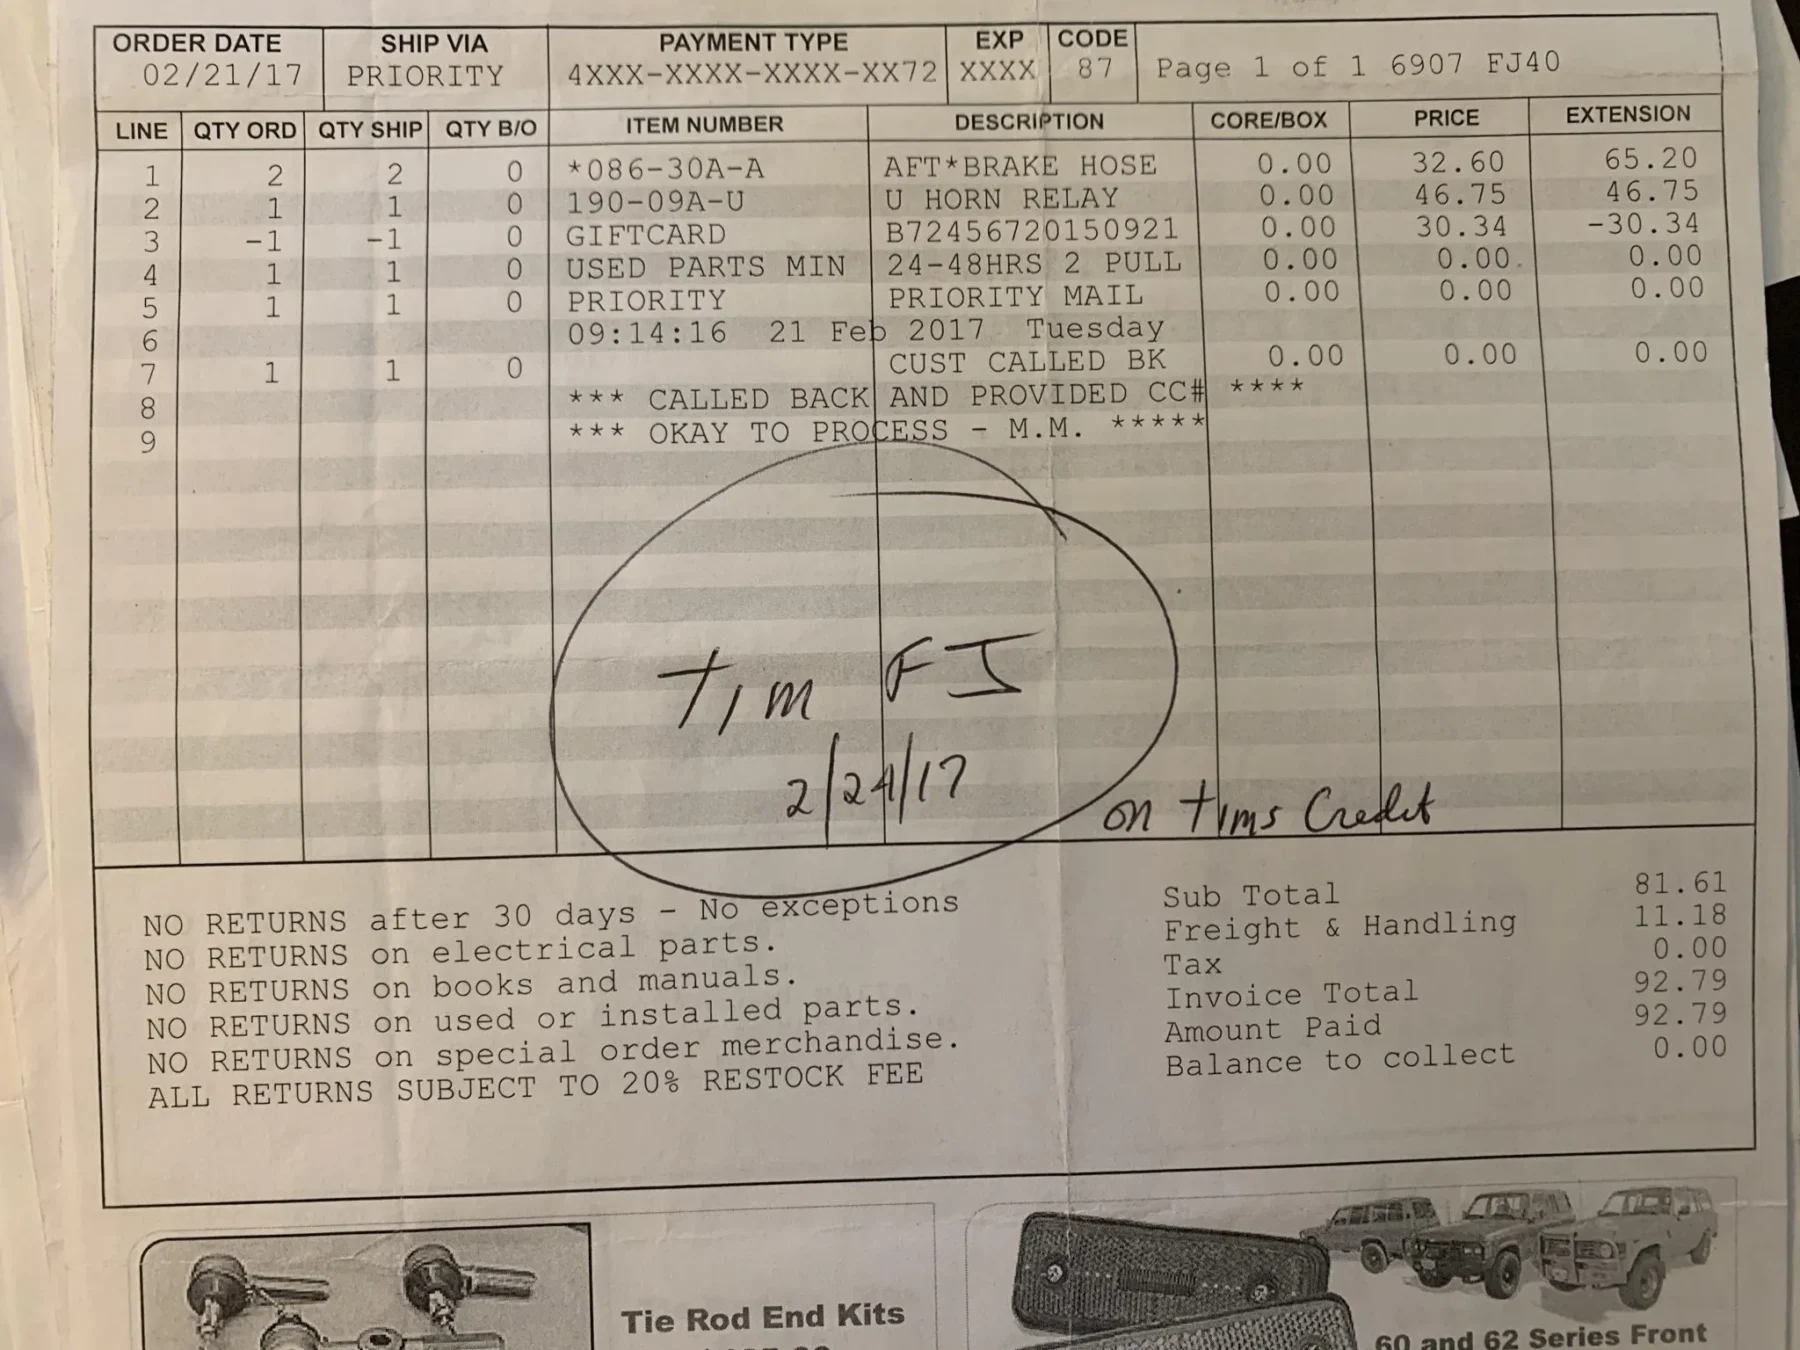 ORDER DATE SHIP VIA PAYMENT TYPE EXP CODE
02/21/17 PRIORITY 4XXX-XXXX-XXXX-XX72 XXXX 87 Page 1 of 1 6907 FJ40
LINE QTY ORD QTY SHIP QTY B/O ITEM NUMBER DESCRIPTION CORE/BOX PRICE EXTENSION
1 2 2 0 *086-30A-A AFT*BRAKE HOSE 0.00 32.60 65.20
2 1 1 0 190-09A-U U HORN RELAY 0.00 46.75 46.75
3 -1 -1 0 GIFTCARD B72456720150921 0.00 30.34 -30.34
4 1 1 0 USED PARTS MIN 24-48HRS 2 PULL 0.00 0.00 0.00
5 1 1 0 PRIORITY PRIORITY MAIL 0.00 0.00 0.00
6 09:14:16 21 Feb 2017 Tuesday
7 1 1 0 CUST CALLED BK 0.00 0.00 0.00
8 *** CALLED BACK AND PROVIDED CC# ****
9 *** OKAY TO PROCESS - M.M. *****
Tim FJ
2/24/17
on Tims Credit
NO RETURNS after 30 days - No exceptions
NO RETURNS on electrical parts.
NO RETURNS on books and manuals.
NO RETURNS on used or installed parts.
NO RETURNS on special order merchandise.
ALL RETURNS SUBJECT TO 20% RESTOCK FEE
Sub Total 81.61
Freight & Handling 11.18
Tax 0.00
Invoice Total 92.79
Amount Paid 92.79
Balance to collect 0.00
Tie Rod End Kits
60 and 62 Series Front